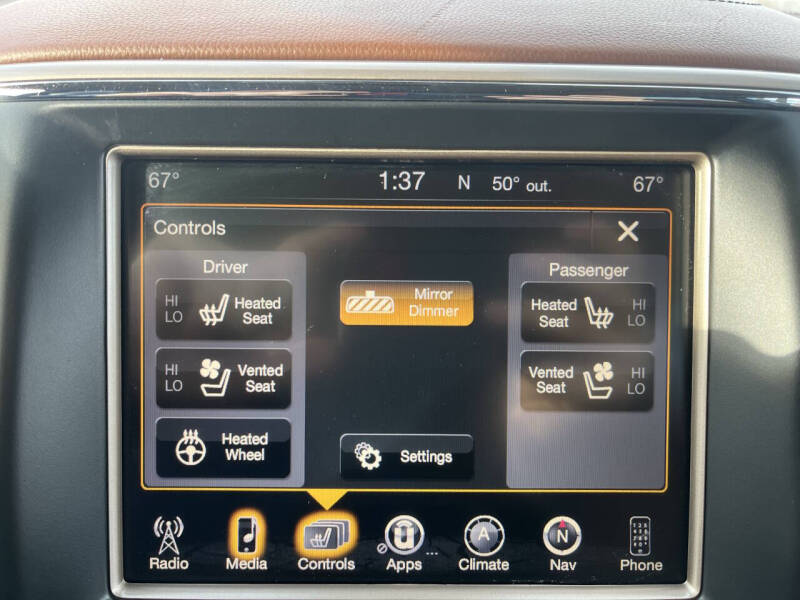 67° 1:37 N 50° out. 67°
Controls
Driver
HI
LO
Heated
Seat
HI
LO
Vented
Seat
Heated
Wheel
Mirror
Dimmer
Settings
Passenger
Heated
Seat
HI
LO
Vented
Seat
HI
LO
A
N
Radio Media Controls Apps Climate Nav Phone